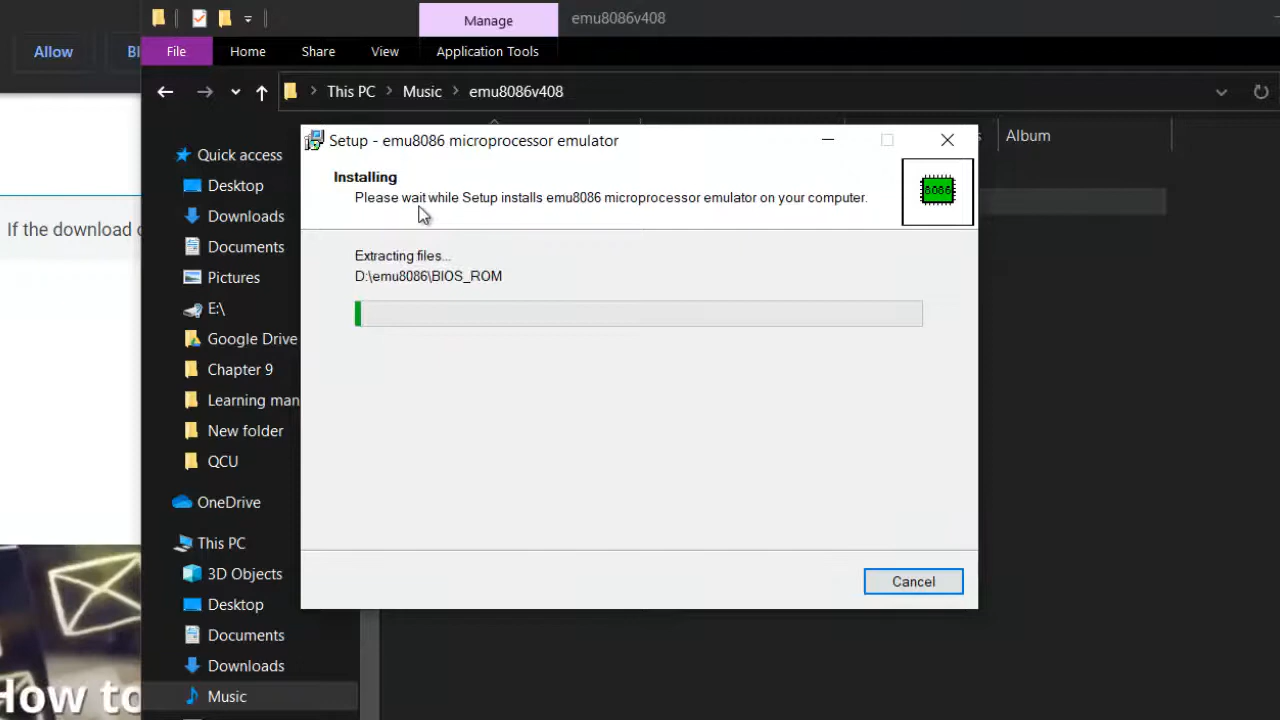 Manage
emu8086v408
Allow
Bl
File
Home
Share
View
Application Tools
This PC
Music
emu8086v408
Album
Setup - emu8086 microprocessor emulator
Installing
Please wait while Setup installs emu8086 microprocessor emulator on your computer.
8086
Extracting files...
D:\emu8086\BIOS_ROM
Cancel
If the download
Quick access
Desktop
Downloads
Documents
Pictures
E:\
Google Drive
Chapter 9
Learning man
New folder
QCU
OneDrive
This PC
3D Objects
Desktop
Documents
Downloads
Music
How to